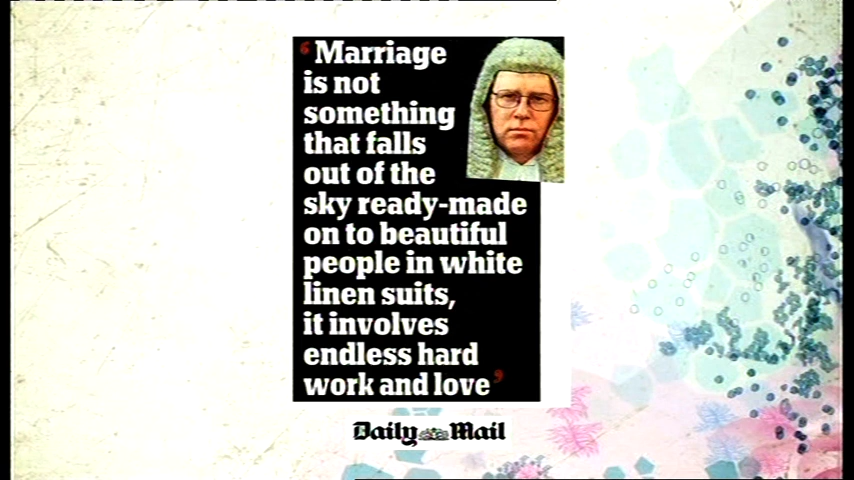 ‘Marriage
is not
something
that falls
out of the
sky ready-made
on to beautiful
people in white
linen suits,
it involves
endless hard
work and love’
Daily Mail